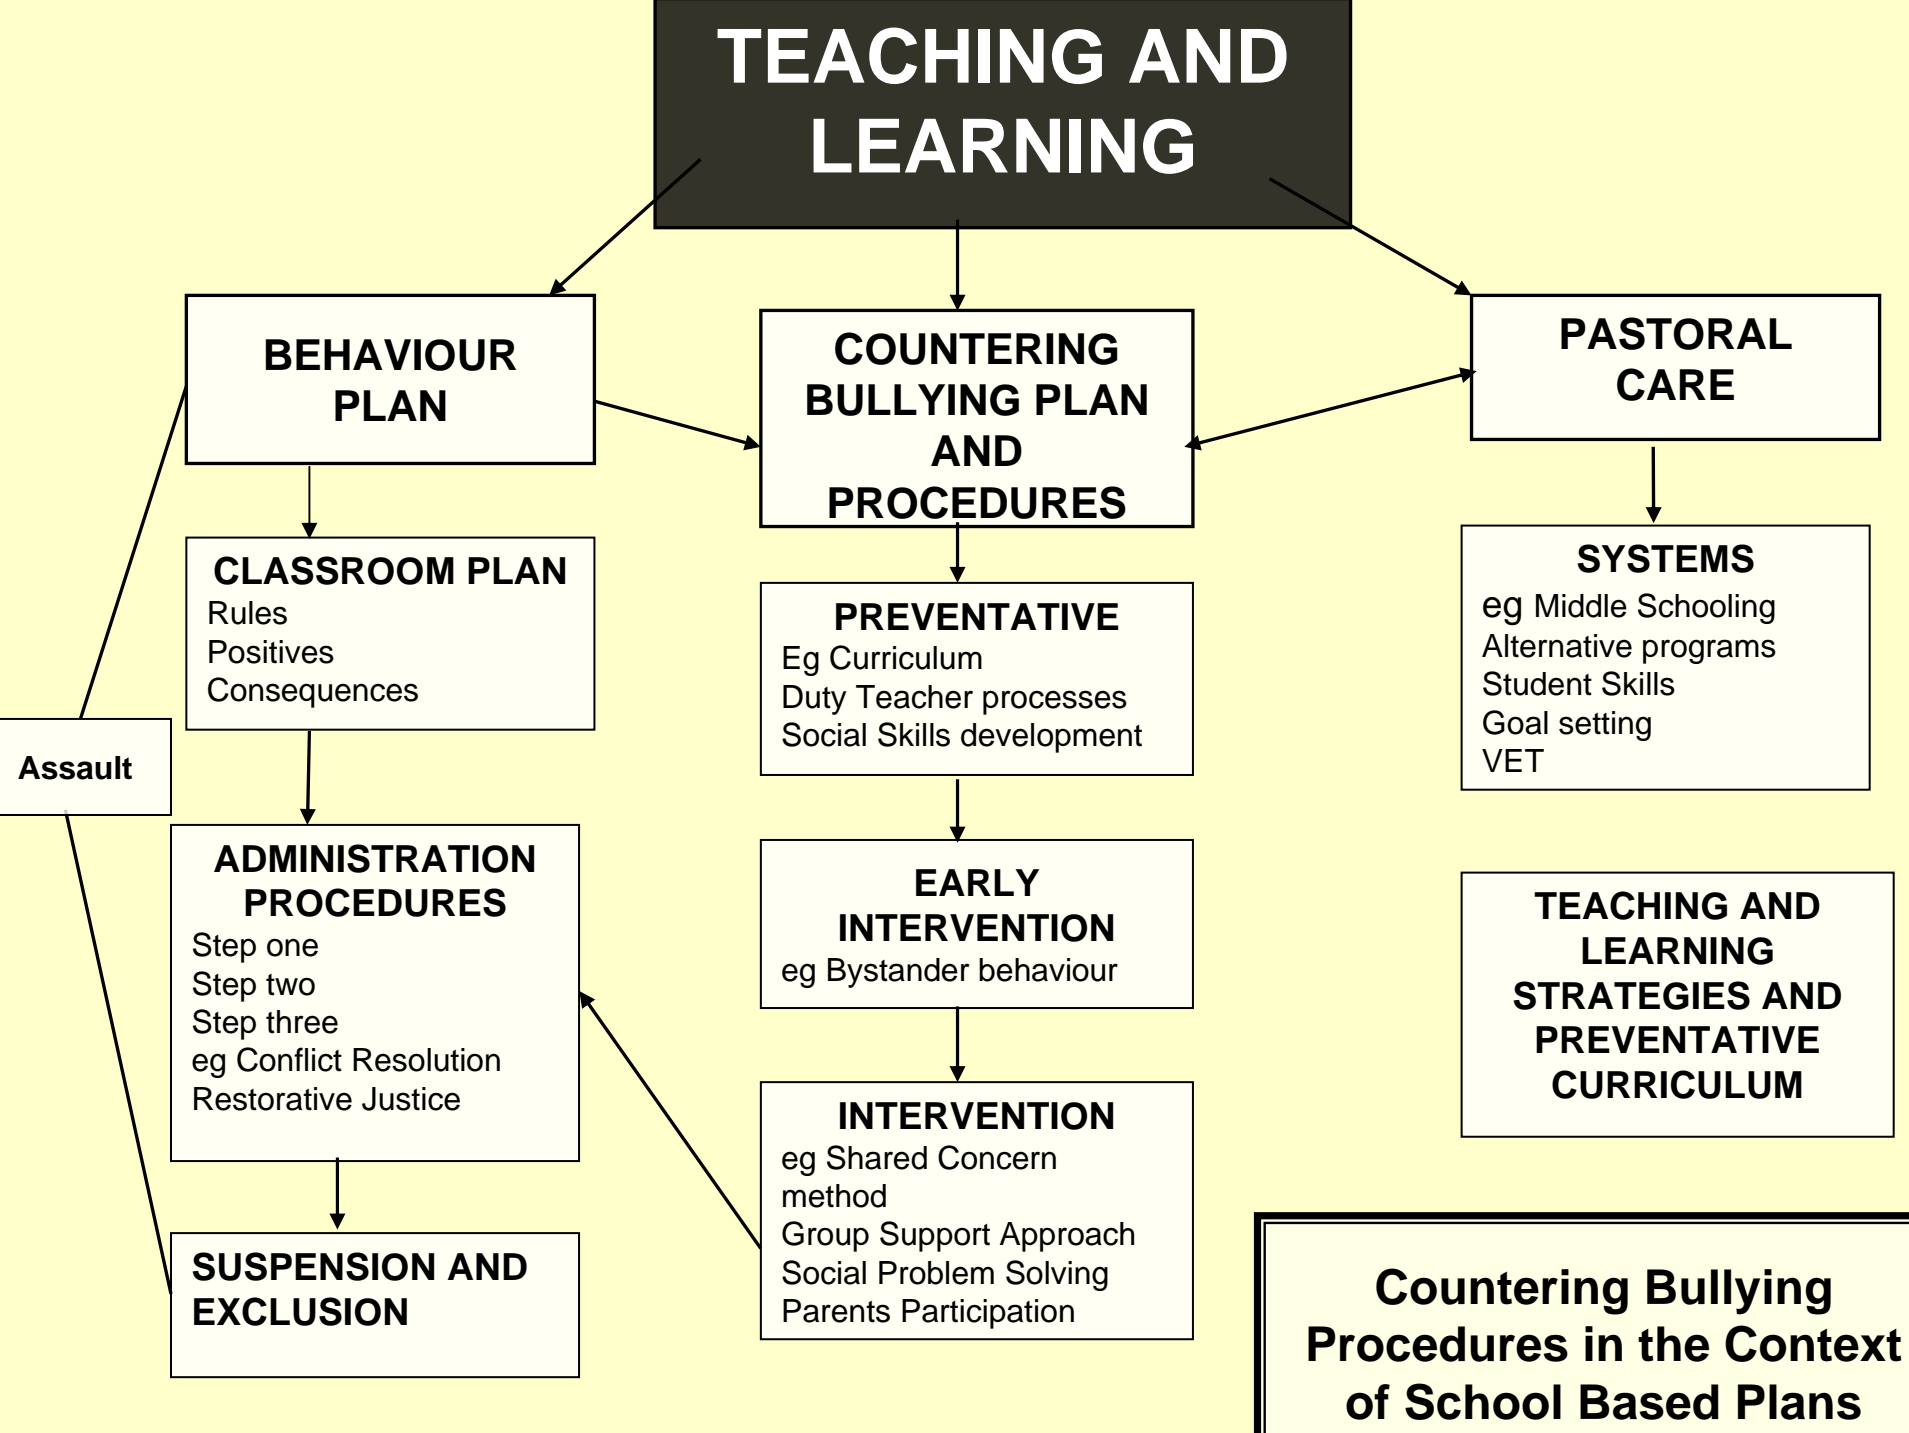 TEACHING AND
LEARNING
BEHAVIOUR
PLAN
COUNTERING
BULLYING PLAN
AND
PROCEDURES
PASTORAL
CARE
CLASSROOM PLAN
Rules
Positives
Consequences
PREVENTATIVE
Eg Curriculum
Duty Teacher processes
Social Skills development
SYSTEMS
eg Middle Schooling
Alternative programs
Student Skills
Goal setting
VET
Assault
ADMINISTRATION
PROCEDURES
Step one
Step two
Step three
eg Conflict Resolution
Restorative Justice
EARLY
INTERVENTION
eg Bystander behaviour
TEACHING AND
LEARNING
STRATEGIES AND
PREVENTATIVE
CURRICULUM
INTERVENTION
eg Shared Concern
method
Group Support Approach
Social Problem Solving
Parents Participation
SUSPENSION AND
EXCLUSION
Countering Bullying
Procedures in the Context
of School Based Plans